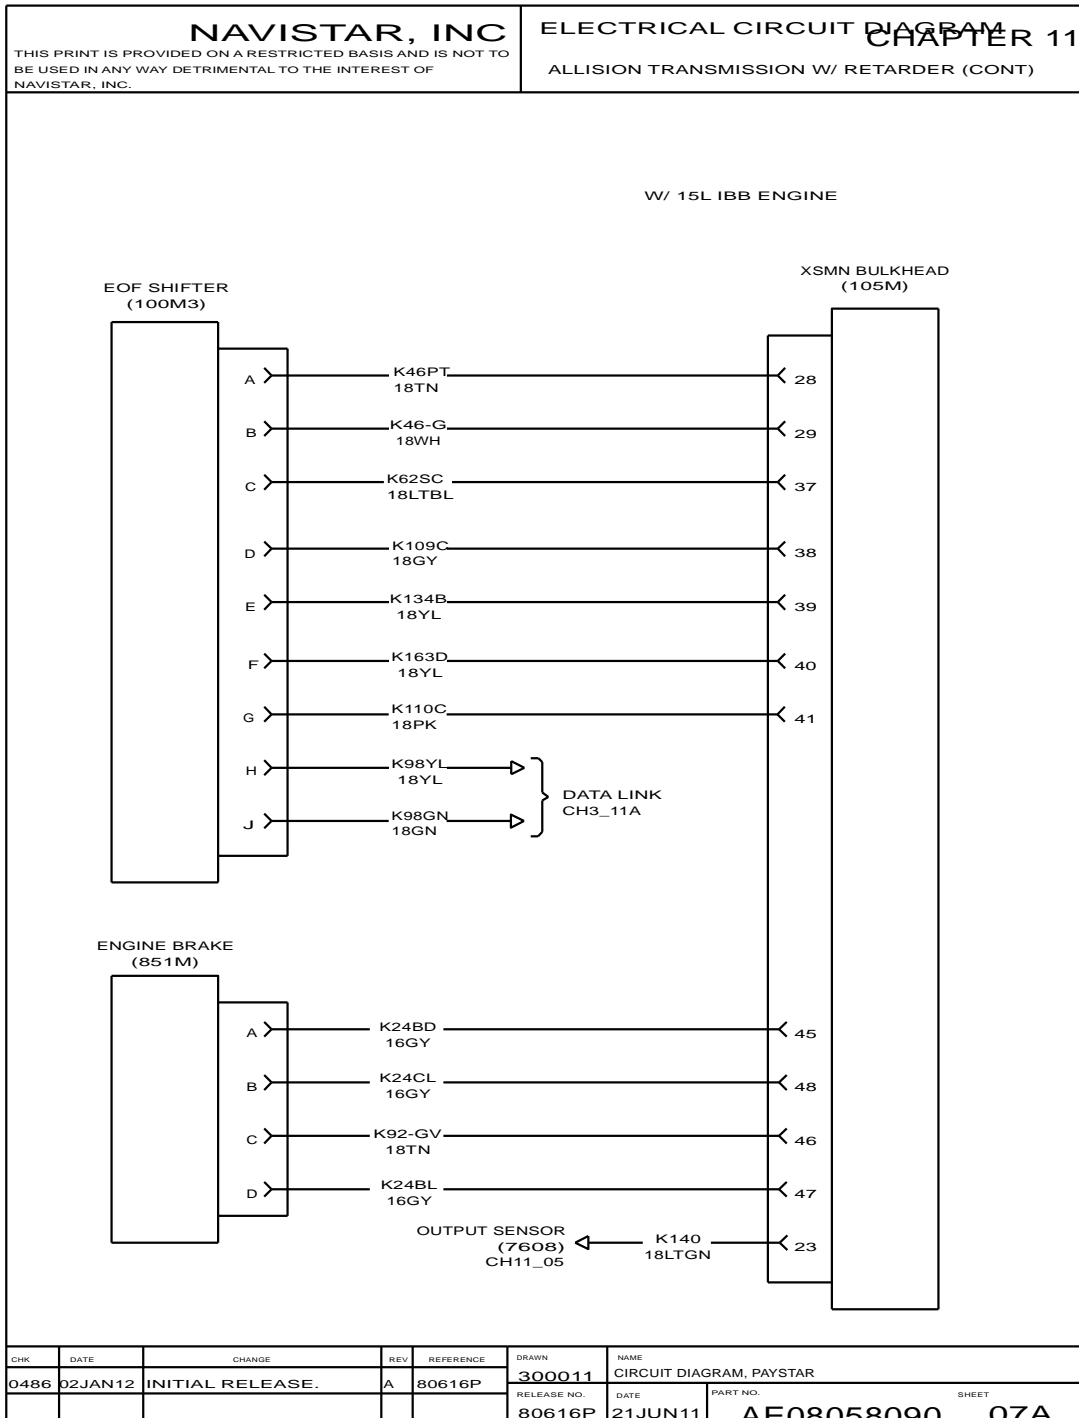 NAVISTAR, INC
THIS PRINT IS PROVIDED ON A RESTRICTED BASIS AND IS NOT TO
BE USED IN ANY WAY DETRIMENTAL TO THE INTEREST OF
NAVISTAR, INC.
ELECTRICAL CIRCUIT DIAGRAM
CHAPTER 11
ALLISION TRANSMISSION W/ RETARDER (CONT)
W/ 15L IBB ENGINE
EOF SHIFTER
(100M3)
XSMN BULKHEAD
(105M)
A K46PT 28
18TN
B K46-G 29
18WH
C K62SC 37
18LTBL
D K109C 38
18GY
E K134B 39
18YL
F K163D 40
18YL
G K110C 41
18PK
H K98YL
18YL
DATA LINK
CH3_11A
J K98GN
18GN
ENGINE BRAKE
(851M)
A K24BD 45
16GY
B K24CL 48
16GY
C K92-GV 46
18TN
D K24BL 47
16GY
OUTPUT SENSOR
(7608)
CH11_05
K140 23
18LTGN
CHK DATE CHANGE REV REFERENCE
0486 02JAN12 INITIAL RELEASE. A 80616P
DRAWN
300011
NAME
CIRCUIT DIAGRAM, PAYSTAR
RELEASE NO.
80616P
DATE
21JUN11
PART NO.
AE08058090
SHEET
07A